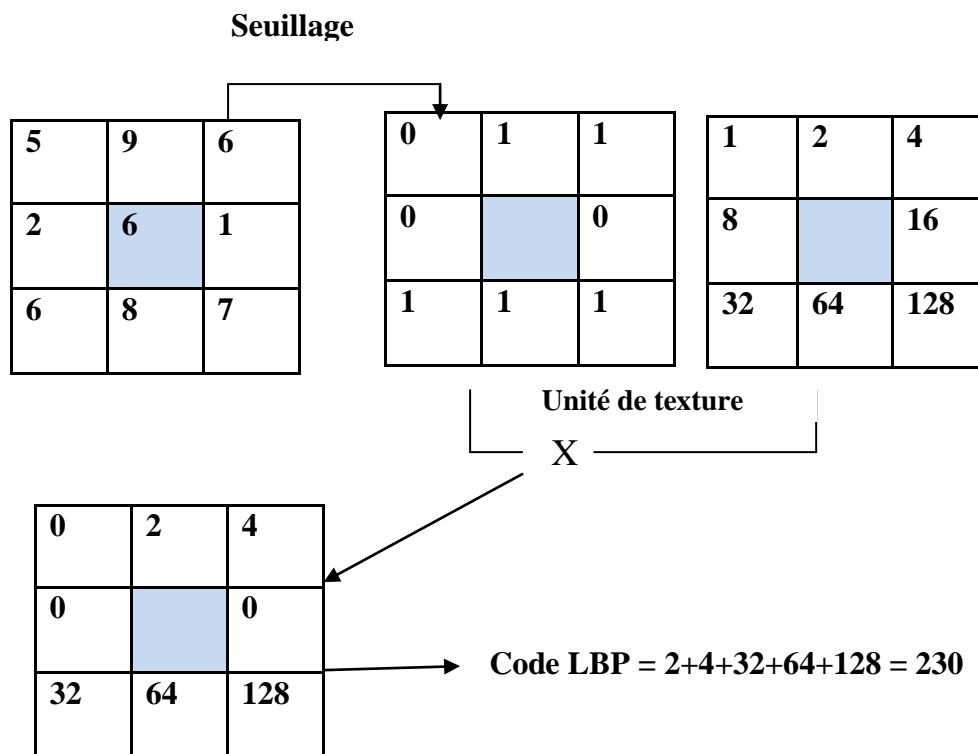 Seuillage
5 9 6
2 6 1
6 8 7
0 1 1
0 0
1 1 1
1 2 4
8 16
32 64 128
Unité de texture
X
0 2 4
0 0
32 64 128
Code LBP = 2+4+32+64+128 = 230